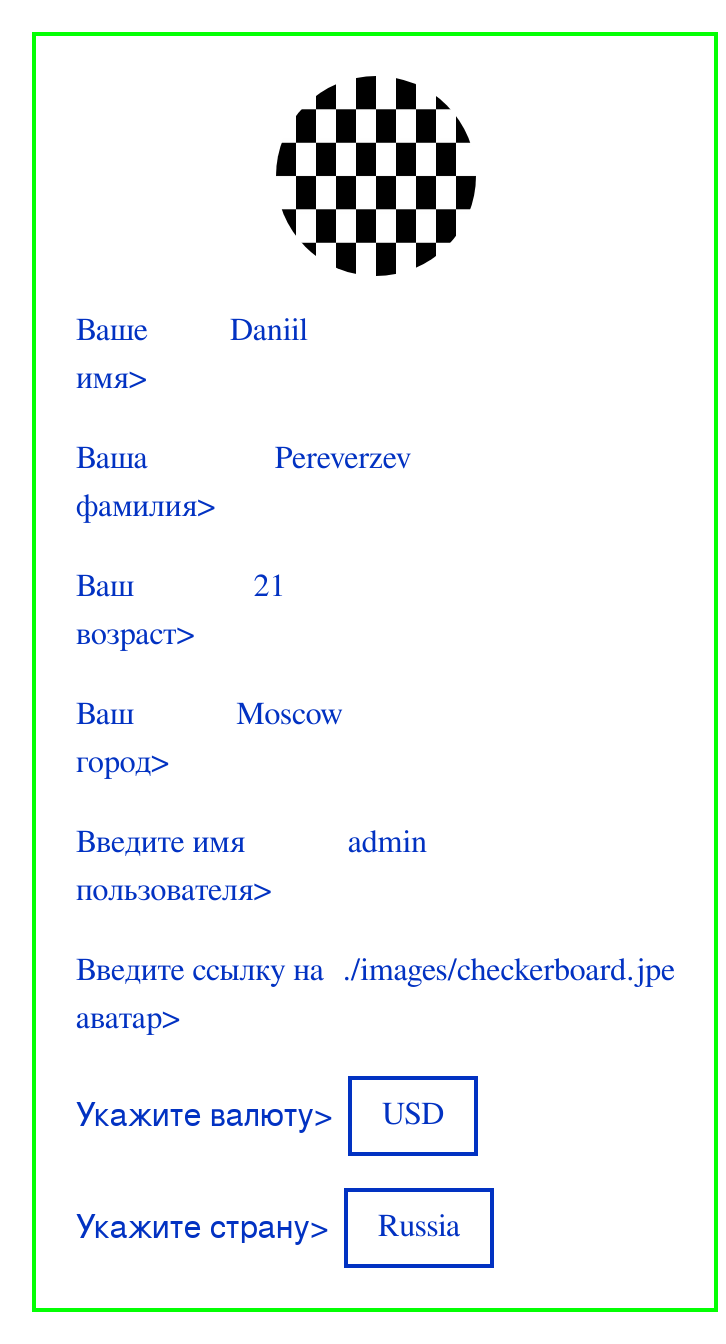 Ваше Daniil
имя>
Ваша Pereverzev
фамилия>
Ваш 21
возраст>
Ваш Moscow
город>
Введите имя admin
пользователя>
Введите ссылку на ./images/checkerboard.jpe
аватар>
Укажите валюту> USD
Укажите страну> Russia